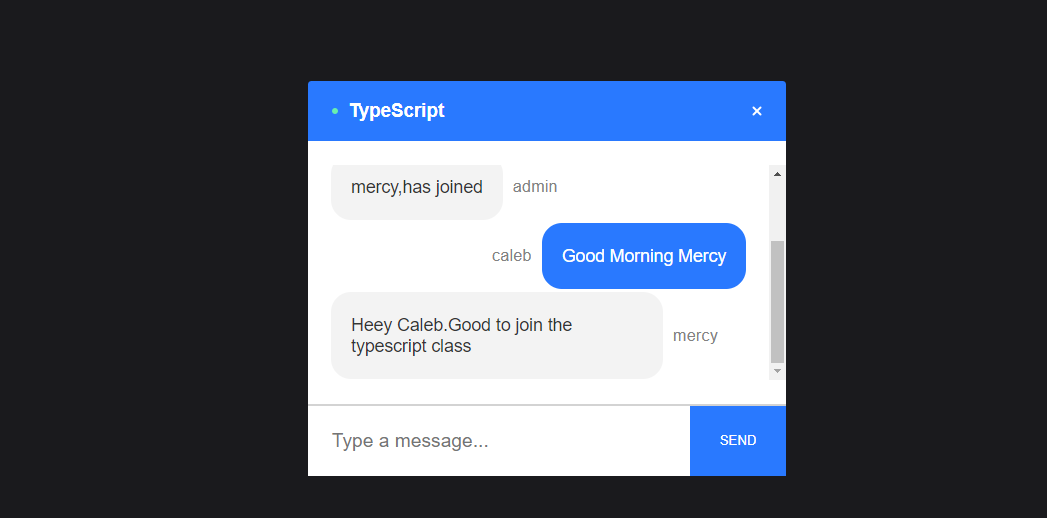 TypeScript ×
mercy,has joined admin
caleb Good Morning Mercy
Heey Caleb.Good to join the
typescript class
mercy
Type a message...
SEND